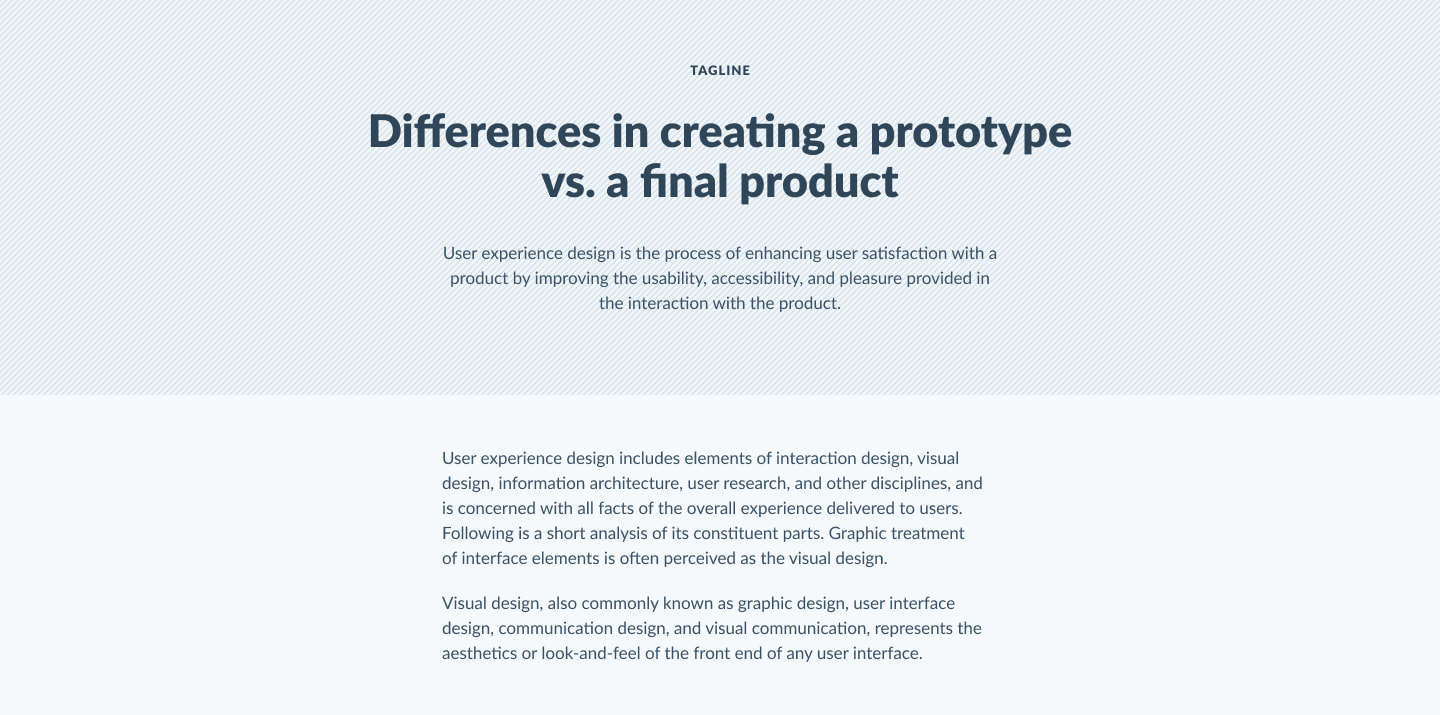 TAGLINE
Differences in creating a prototype
vs. a final product
User experience design is the process of enhancing user satisfaction with a
product by improving the usability, accessibility, and pleasure provided in
the interaction with the product.
User experience design includes elements of interaction design, visual
design, information architecture, user research, and other disciplines, and
is concerned with all facts of the overall experience delivered to users.
Following is a short analysis of its constituent parts. Graphic treatment
of interface elements is often perceived as the visual design.
Visual design, also commonly known as graphic design, user interface
design, communication design, and visual communication, represents the
aesthetics or look-and-feel of the front end of any user interface.